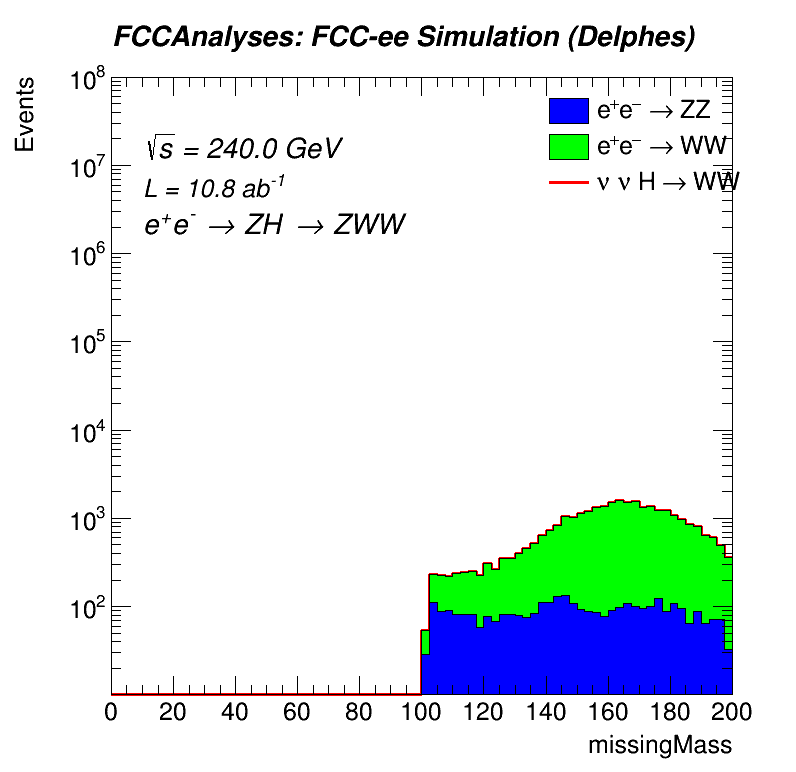 FCCAnalyses: FCC-ee Simulation (Delphes)
Events
10⁸
10⁷
10⁶
10⁵
10⁴
10³
10²
√s = 240.0 GeV
L = 10.8 ab⁻¹
e⁺e⁻ → ZH → ZWW
e⁺e⁻ → ZZ
e⁺e⁻ → WW
ν ν H → WW
0 20 40 60 80 100 120 140 160 180 200
missingMass